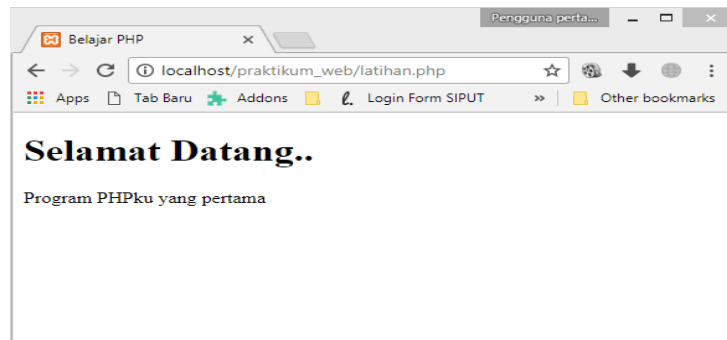 Pengguna perta...
Belajar PHP
localhost/praktikum_web/latihan.php
Apps Tab Baru Addons Login Form SIPUT » Other bookmarks
Selamat Datang..
Program PHPku yang pertama